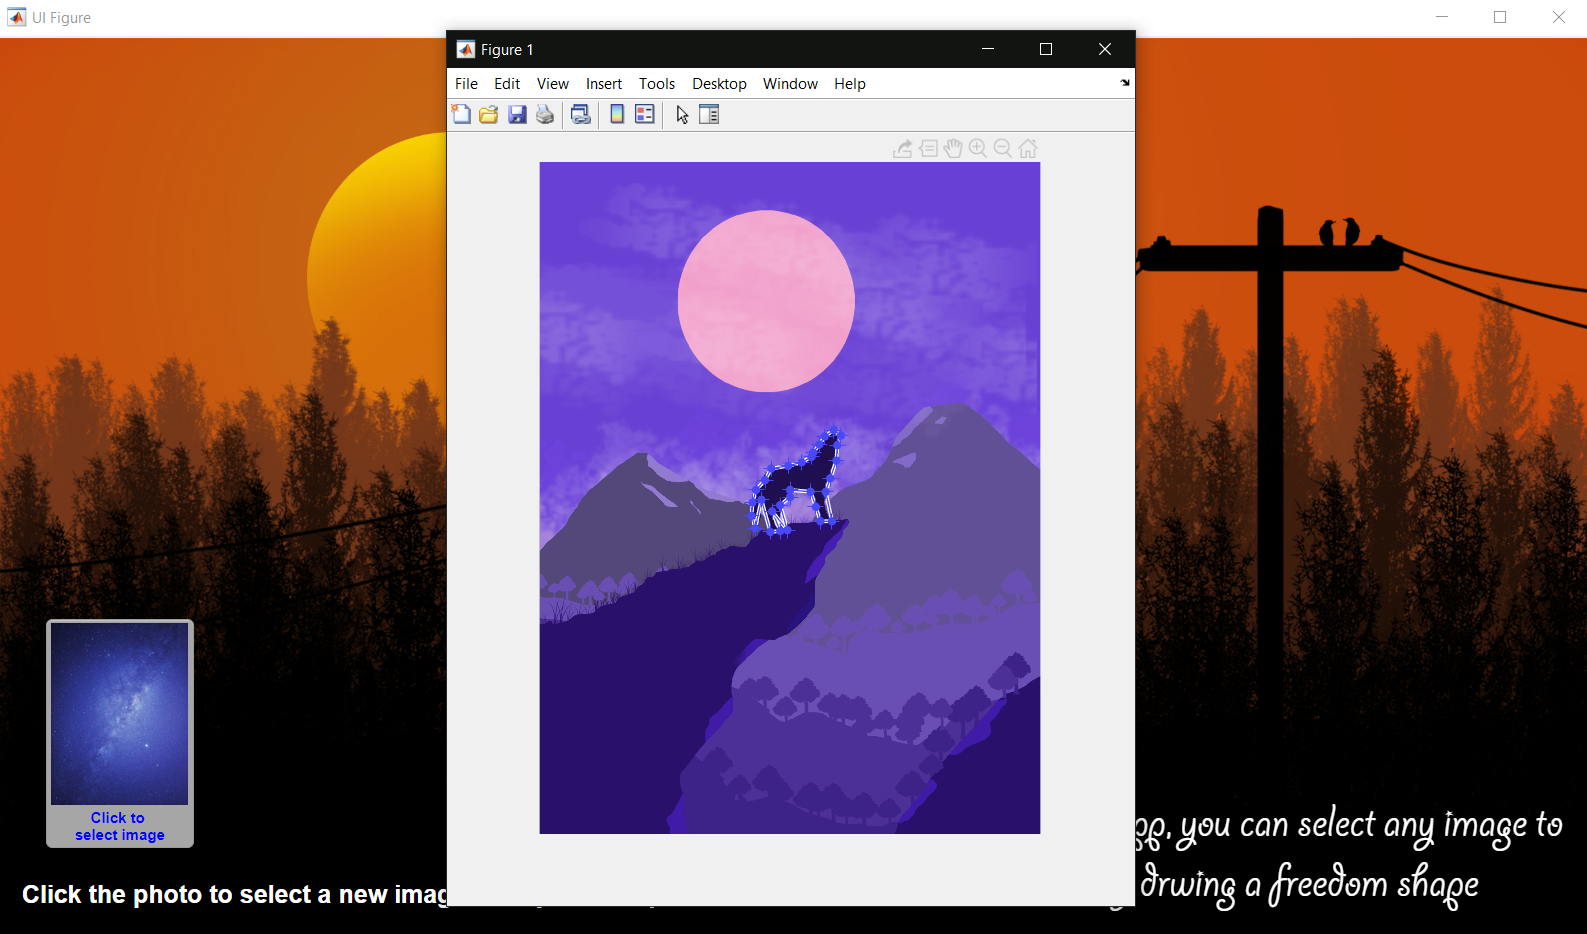 UI Figure
Figure 1
File Edit View Insert Tools Desktop Window Help
Click to
select image
Click the photo to select a new imag
pp, you can select any image to
drwing a freedom shape